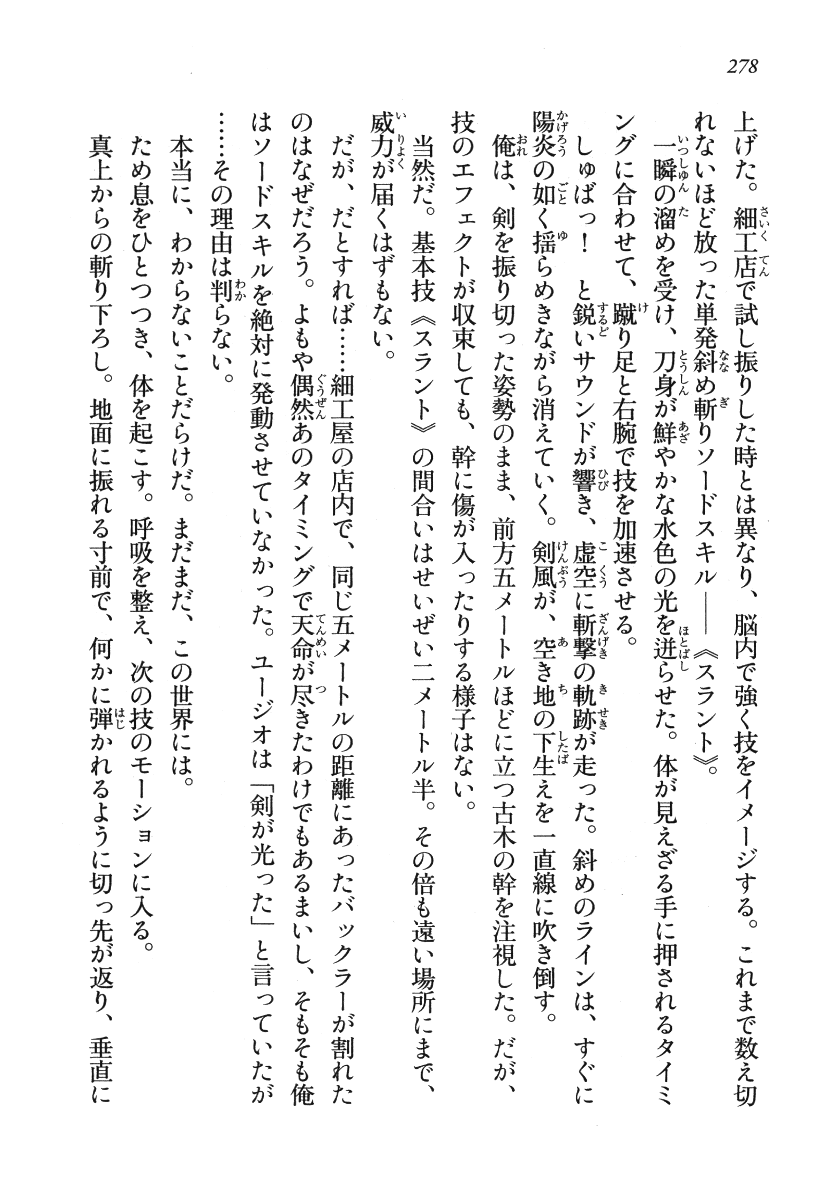 278
上げた。細工店で試し振りした時とは異なり、脳内で強く技をイメージする。これまで数え切
れないほど放った単発斜め斬りソードスキル――《スラント》。
一瞬の溜めを受け、刀身が鮮やかな水色の光を迸らせた。体が見えざる手に押されるタイミ
ングに合わせて、蹴り足と右腕で技を加速させる。
しゅばっ！　と鋭いサウンドが響き、虚空に斬撃の軌跡が走った。斜めのラインは、すぐに
陽炎の如く揺らめきながら消えていく。剣風が、空き地の下生えを一直線に吹き倒す。
俺は、剣を振り切った姿勢のまま、前方五メートルほどに立つ古木の幹を注視した。だが、
技のエフェクトが収束しても、幹に傷が入ったりする様子はない。
当然だ。基本技《スラント》の間合いはせいぜい二メートル半。その倍も遠い場所にまで、
威力が届くはずもない。
だが、だとすれば……細工屋の店内で、同じ五メートルの距離にあったバックラーが割れた
のはなぜだろう。よもや偶然あのタイミングで天命が尽きたわけでもあるまいし、そもそも俺
はソードスキルを絶対に発動させていなかった。ユージオは「剣が光った」と言っていたが
……その理由は判らない。
本当に、わからないことだらけだ。まだまだ、この世界には。
ため息をひとつつき、体を起こす。呼吸を整え、次の技のモーションに入る。
真上からの斬り下ろし。地面に振れる寸前で、何かに弾かれるように切っ先が返り、垂直に